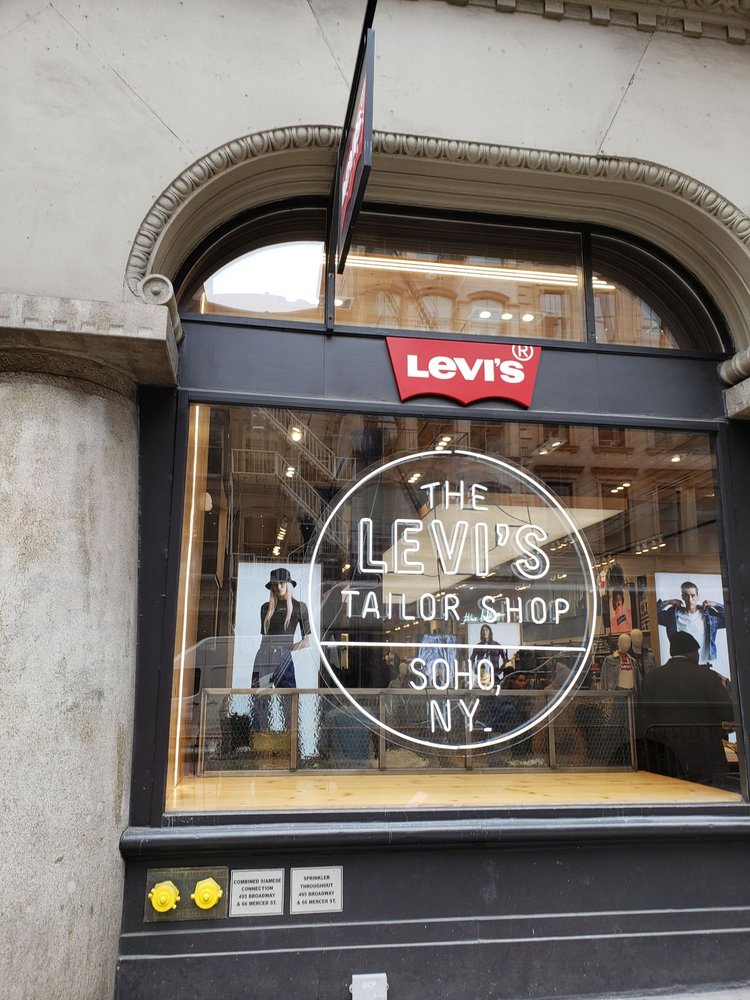 LEVI'S
®
THE
LEVI'S
TAILOR SHOP
SOHO,
NY.
COMBINED SIAMESE
CONNECTION
495 BROADWAY
& 66 MERCER ST.
SPRINKLER
THROUGHOUT
495 BROADWAY
& 66 MERCER ST.
DSP